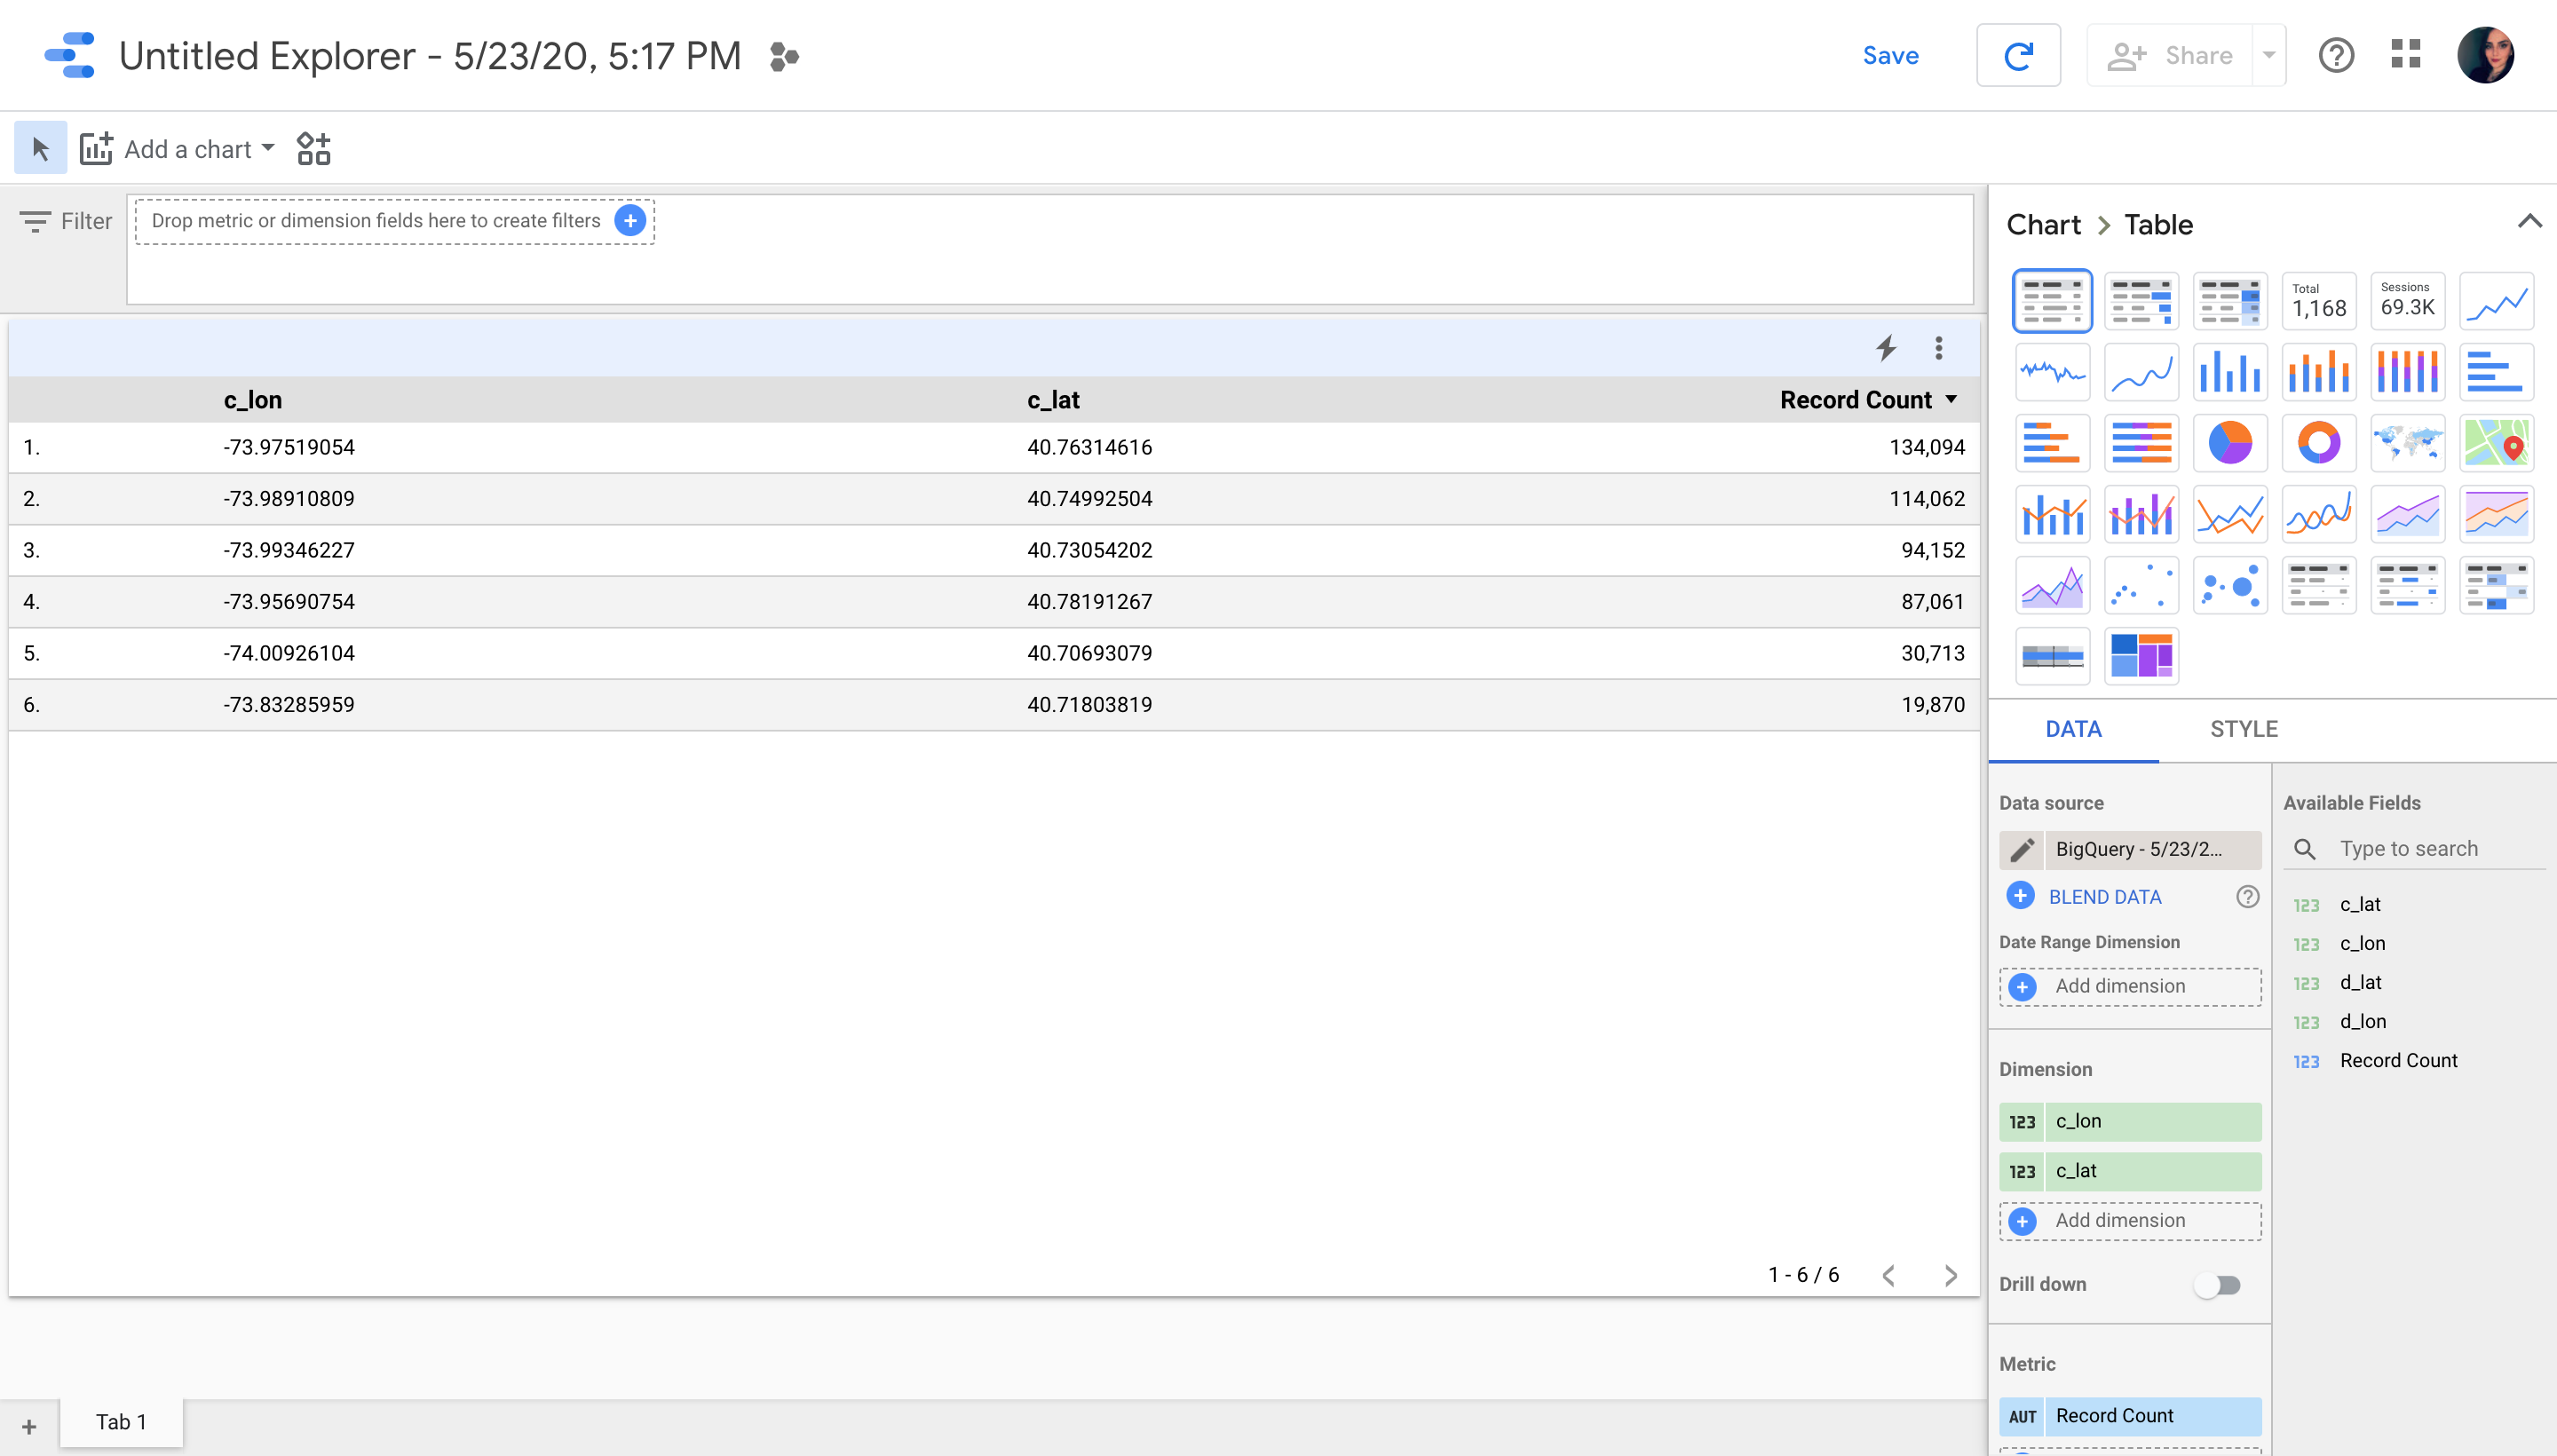 Untitled Explorer - 5/23/20, 5:17 PM
Save
Share
Add a chart
Filter
Drop metric or dimension fields here to create filters
c_lon c_lat Record Count
1. -73.97519054 40.76314616 134,094
2. -73.98910809 40.74992504 114,062
3. -73.99346227 40.73054202 94,152
4. -73.95690754 40.78191267 87,061
5. -74.00926104 40.70693079 30,713
6. -73.83285959 40.71803819 19,870
1 - 6 / 6
Tab 1
Chart > Table
Total
1,168
Sessions
69.3K
DATA STYLE
Data source
BigQuery - 5/23/2...
BLEND DATA
Date Range Dimension
Add dimension
Dimension
123 c_lon
123 c_lat
Add dimension
Drill down
Metric
AUT Record Count
Available Fields
Type to search
123 c_lat
123 c_lon
123 d_lat
123 d_lon
123 Record Count